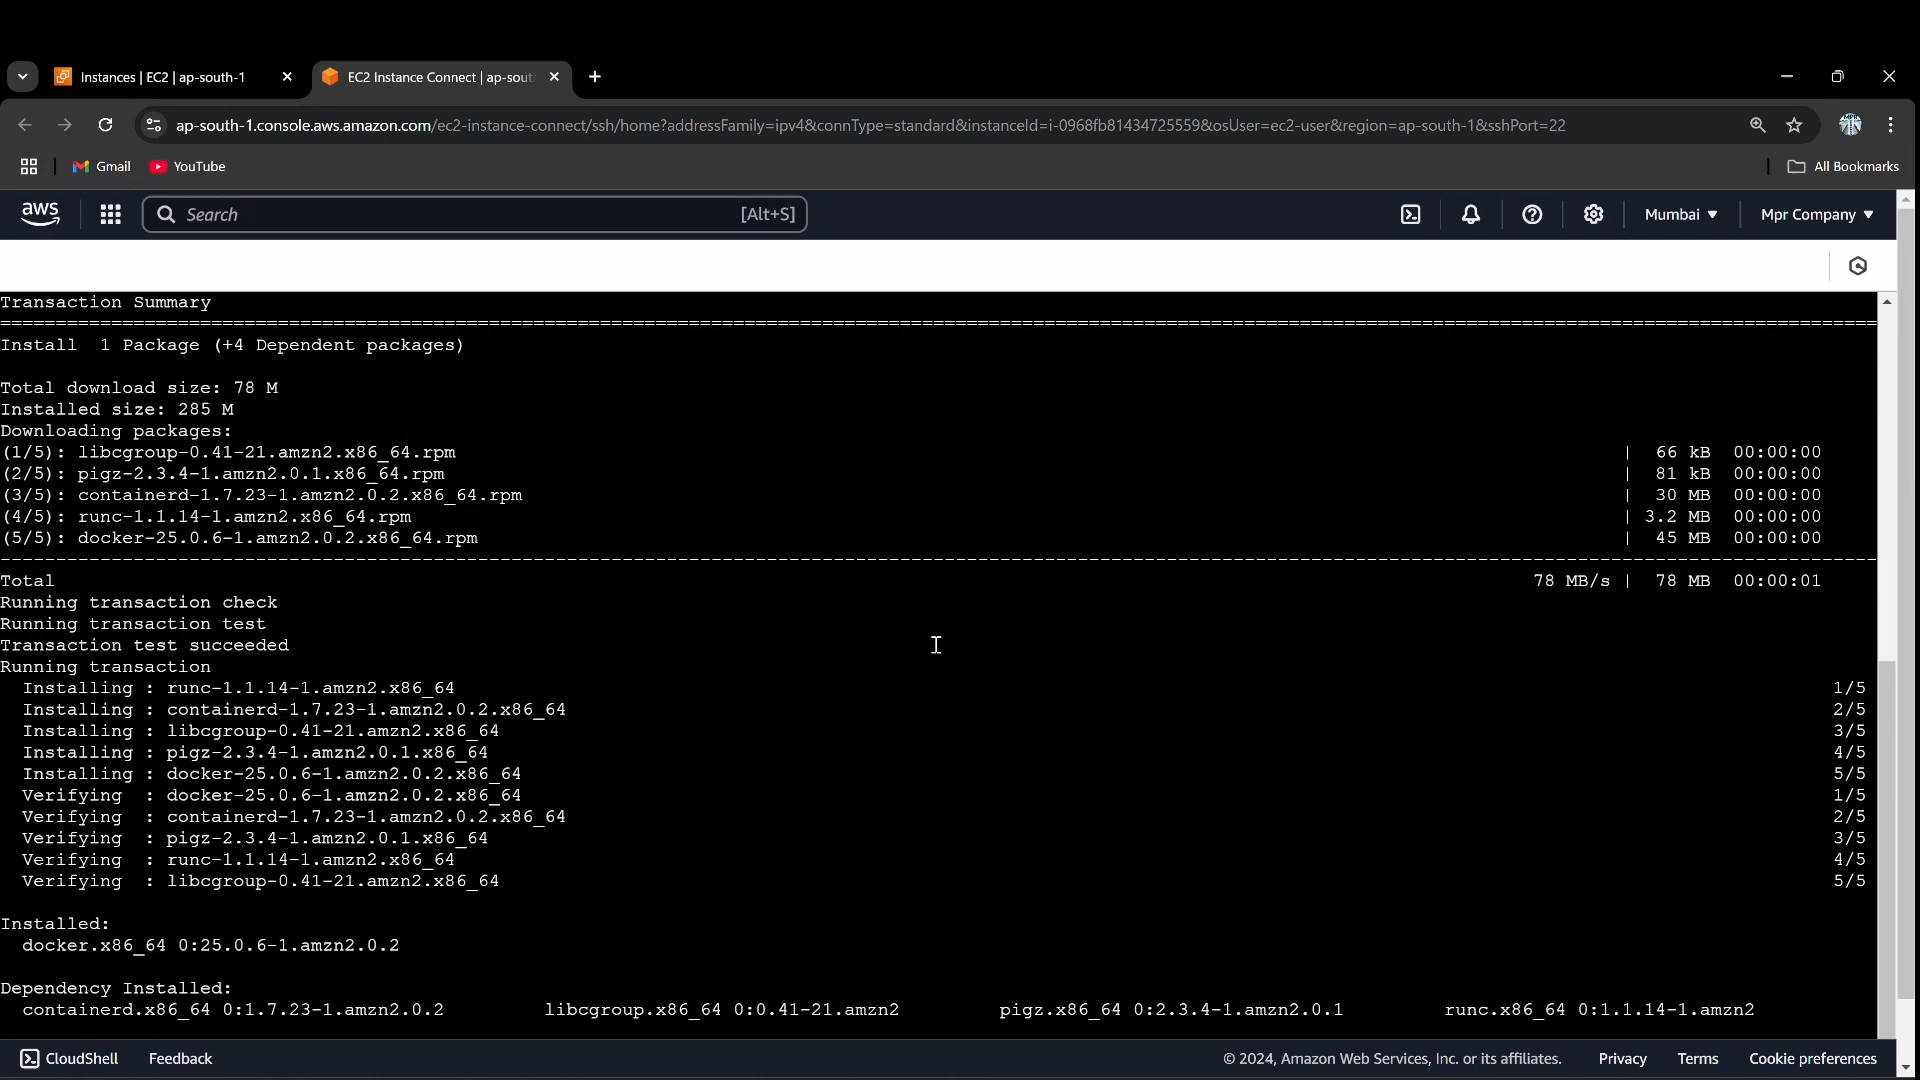 Instances | EC2 | ap-south-1
EC2 Instance Connect | ap-sout
ap-south-1.console.aws.amazon.com/ec2-instance-connect/ssh/home?addressFamily=ipv4&connType=standard&instanceId=i-0968fb81434725559&osUser=ec2-user&region=ap-south-1&sshPort=22
Gmail YouTube All Bookmarks
aws Search [Alt+S] Mumbai Mpr Company
Transaction Summary
================================================================================
Install  1 Package (+4 Dependent packages)
Total download size: 78 M
Installed size: 285 M
Downloading packages:
(1/5): libcgroup-0.41-21.amzn2.x86_64.rpm | 66 kB 00:00:00
(2/5): pigz-2.3.4-1.amzn2.0.1.x86_64.rpm | 81 kB 00:00:00
(3/5): containerd-1.7.23-1.amzn2.0.2.x86_64.rpm | 30 MB 00:00:00
(4/5): runc-1.1.14-1.amzn2.x86_64.rpm | 3.2 MB 00:00:00
(5/5): docker-25.0.6-1.amzn2.0.2.x86_64.rpm | 45 MB 00:00:00
--------------------------------------------------------------------------------
Total 78 MB/s | 78 MB 00:00:01
Running transaction check
Running transaction test
Transaction test succeeded
Running transaction
Installing : runc-1.1.14-1.amzn2.x86_64 1/5
Installing : containerd-1.7.23-1.amzn2.0.2.x86_64 2/5
Installing : libcgroup-0.41-21.amzn2.x86_64 3/5
Installing : pigz-2.3.4-1.amzn2.0.1.x86_64 4/5
Installing : docker-25.0.6-1.amzn2.0.2.x86_64 5/5
Verifying : docker-25.0.6-1.amzn2.0.2.x86_64 1/5
Verifying : containerd-1.7.23-1.amzn2.0.2.x86_64 2/5
Verifying : pigz-2.3.4-1.amzn2.0.1.x86_64 3/5
Verifying : runc-1.1.14-1.amzn2.x86_64 4/5
Verifying : libcgroup-0.41-21.amzn2.x86_64 5/5
Installed:
docker.x86_64 0:25.0.6-1.amzn2.0.2
Dependency Installed:
containerd.x86_64 0:1.7.23-1.amzn2.0.2 libcgroup.x86_64 0:0.41-21.amzn2 pigz.x86_64 0:2.3.4-1.amzn2.0.1 runc.x86_64 0:1.1.14-1.amzn2
CloudShell Feedback © 2024, Amazon Web Services, Inc. or its affiliates. Privacy Terms Cookie preferences